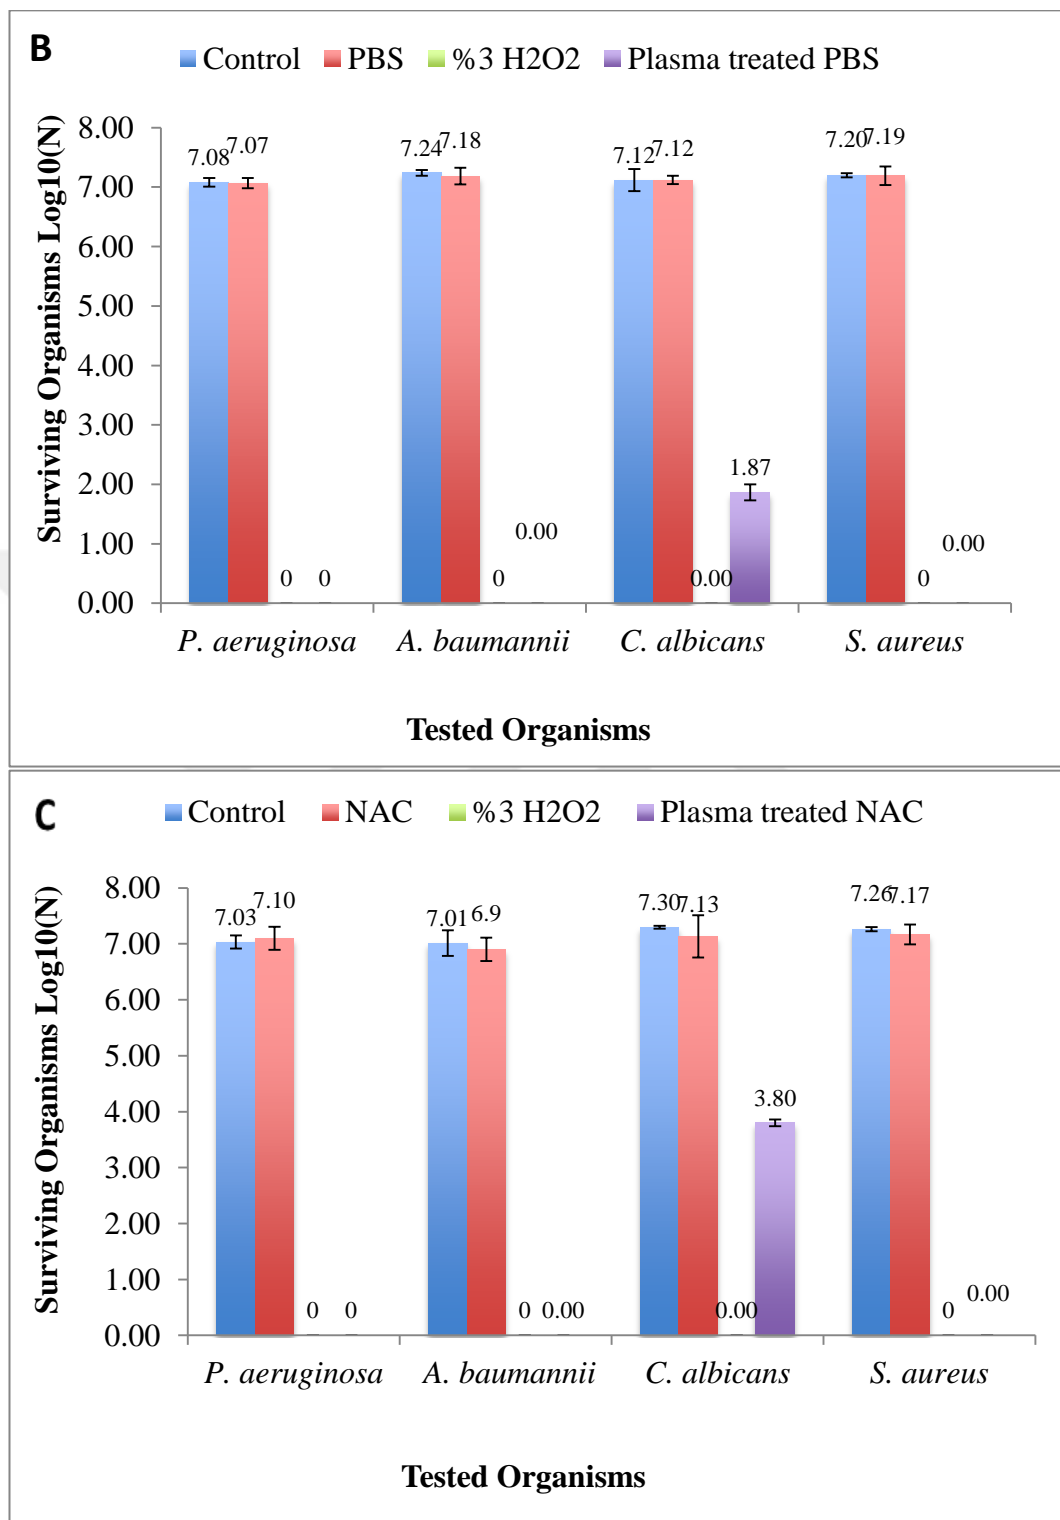 B
Control PBS %3 H2O2 Plasma treated PBS
Surviving Organisms Log10(N)
8.00
7.00
6.00
5.00
4.00
3.00
2.00
1.00
0.00
7.08 7.07 0 0
7.24 7.18 0 0.00
7.12 7.12 0.00 1.87
7.20 7.19 0 0.00
P. aeruginosa A. baumannii C. albicans S. aureus
Tested Organisms
C
Control NAC %3 H2O2 Plasma treated NAC
Surviving Organisms Log10(N)
8.00
7.00
6.00
5.00
4.00
3.00
2.00
1.00
0.00
7.03 7.10 0 0
7.01 6.9 0 0.00
7.30 7.13 0.00 3.80
7.26 7.17 0 0.00
P. aeruginosa A. baumannii C. albicans S. aureus
Tested Organisms